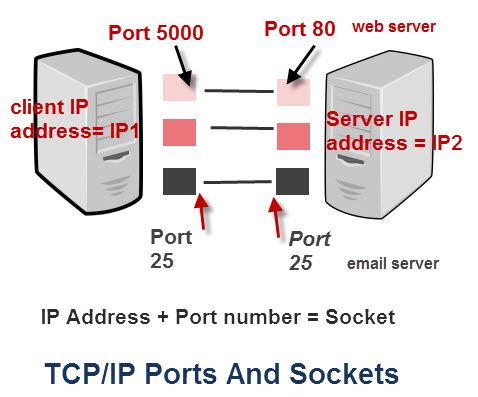 Port 5000
Port 80 web server
client IP
address= IP1
Server IP
address = IP2
Port
25
Port
25
email server
IP Address + Port number = Socket
TCP/IP Ports And Sockets